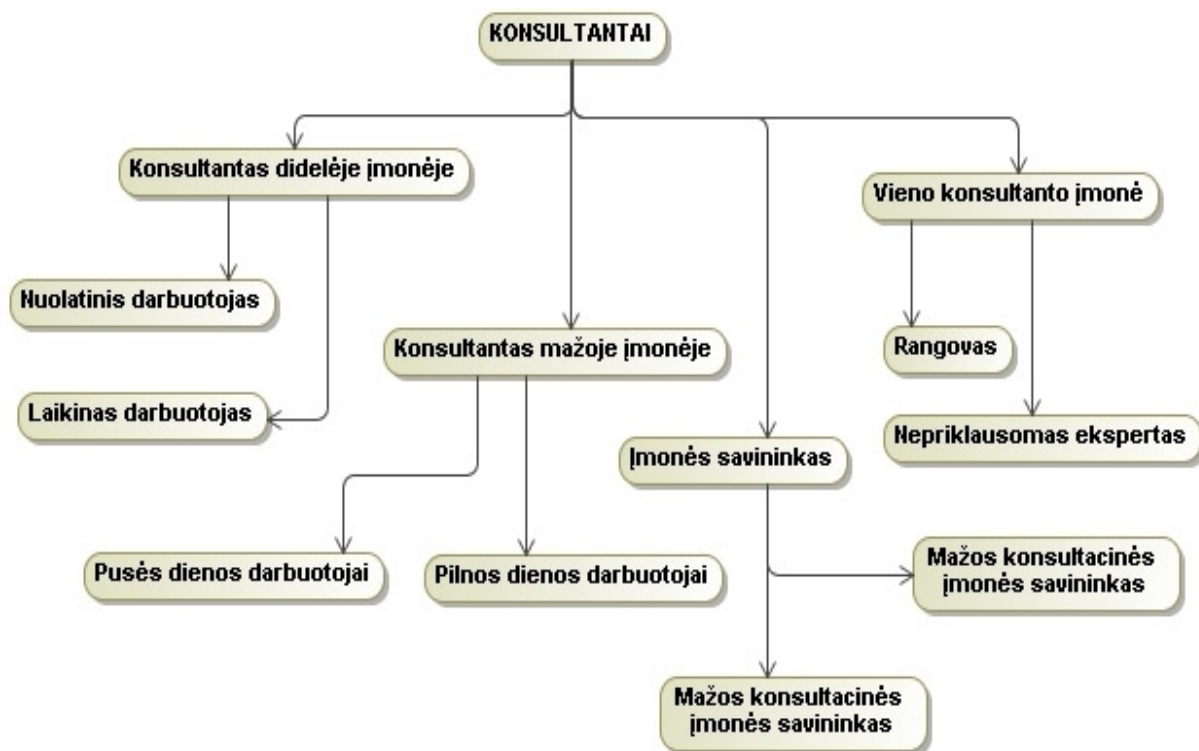 KONSULTANTAI
Konsultantas didelėje įmonėje
Vieno konsultanto įmonė
Nuolatinis darbuotojas
Konsultantas mažoje įmonėje
Rangovas
Laikinas darbuotojas
Įmonės savininkas
Nepriklausomas ekspertas
Pusės dienos darbuotojai
Pilnos dienos darbuotojai
Mažos konsultacinės
įmonės savininkas
Mažos konsultacinės
įmonės savininkas